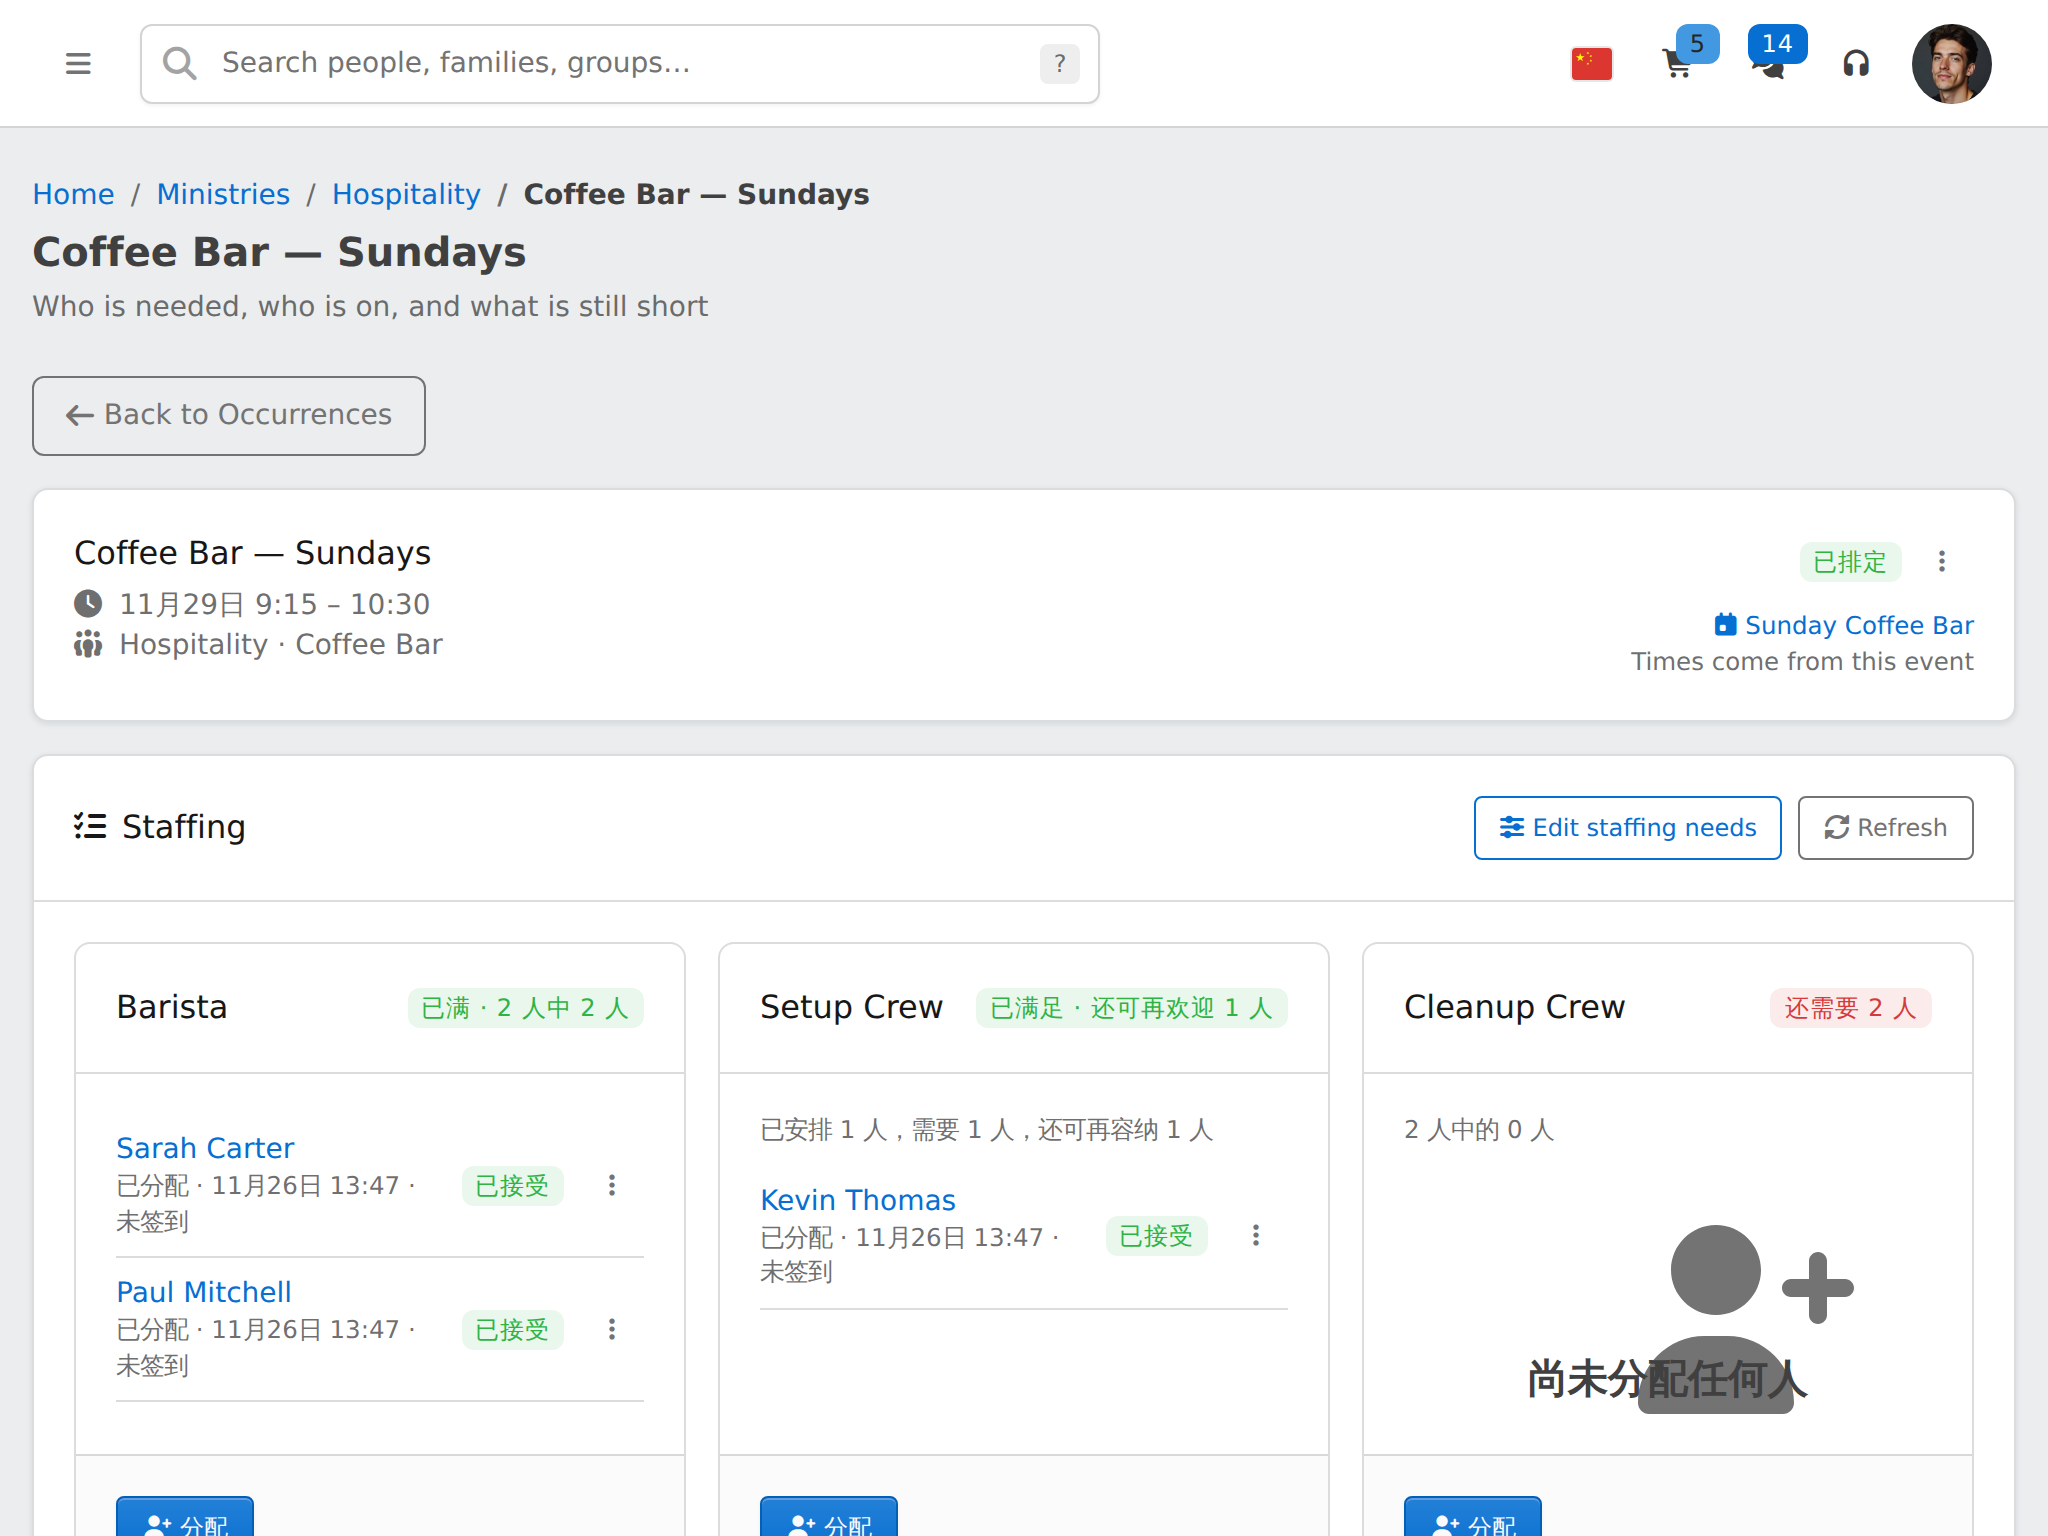 Search people, families, groups...
?
5
14
Home / Ministries / Hospitality / Coffee Bar — Sundays
Coffee Bar — Sundays
Who is needed, who is on, and what is still short
Back to Occurrences
Coffee Bar — Sundays
已排定
11月29日 9:15 – 10:30
Hospitality · Coffee Bar
Sunday Coffee Bar
Times come from this event
Staffing
Edit staffing needs
Refresh
Barista
已满 · 2 人中 2 人
Sarah Carter
已分配 · 11月26日 13:47 ·
未签到
已接受
Paul Mitchell
已分配 · 11月26日 13:47 ·
未签到
已接受
分配
Setup Crew
已满足 · 还可再欢迎 1 人
已安排 1 人，需要 1 人，还可再容纳 1 人
Kevin Thomas
已分配 · 11月26日 13:47 ·
未签到
已接受
分配
Cleanup Crew
还需要 2 人
2 人中的 0 人
尚未分配任何人
分配